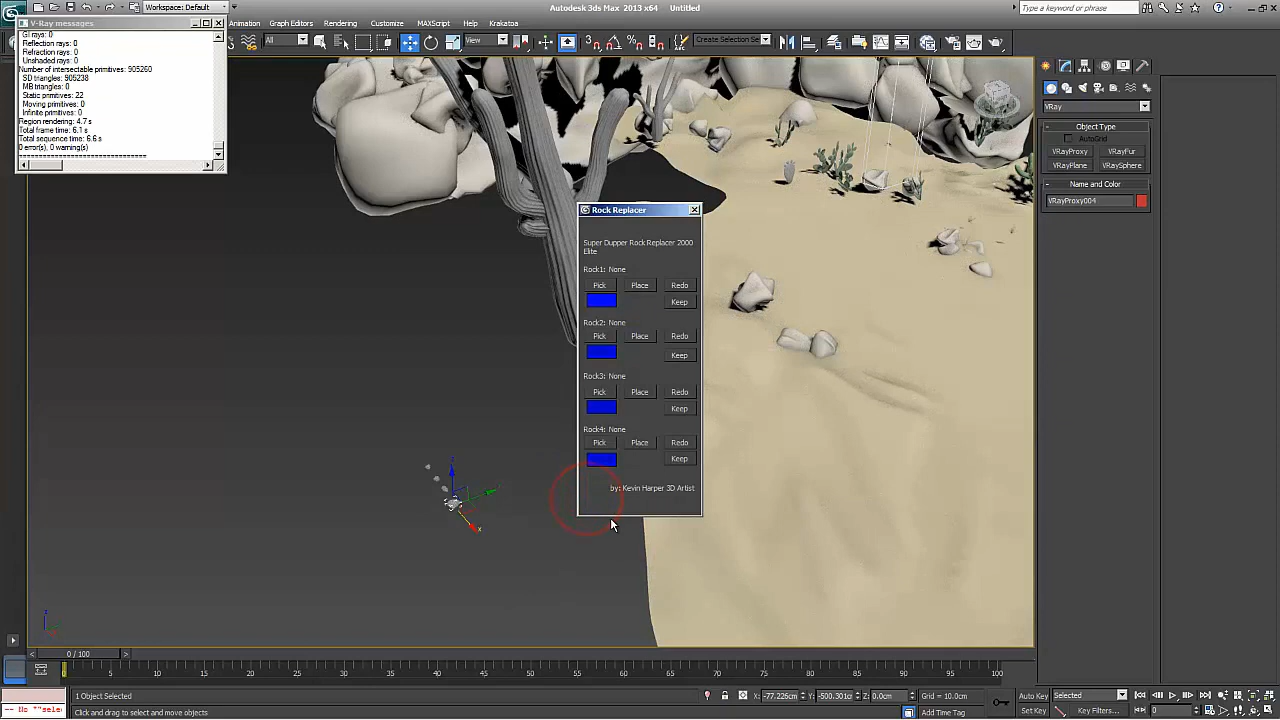 Autodesk 3ds Max 2013 x64 Untitled
Workspace: Default
Type a keyword or phrase
V-Ray messages
Animation Graph Editors Rendering Customize MAXScript Help Krakatoa
All
View
Create Selection Se
GI rays: 0
Reflection rays: 0
Refraction rays: 0
Unshaded rays: 0
Number of intersectable primitives: 905260
SD triangles: 905238
MB triangles: 0
Static primitives: 22
Moving primitives: 0
Infinite primitives: 0
Region rendering: 4.7 s
Total frame time: 6.1 s
Total sequence time: 6.6 s
0 error(s), 0 warning(s)
VRay
Object Type
AutoGrid
VRayProxy VRayFur
VRayPlane VRaySphere
Name and Color
VRayProxy004
Rock Replacer
Super Dupper Rock Replacer 2000
Elite
Rock1: None
Pick Place Redo
Keep
Rock2: None
Pick Place Redo
Keep
Rock3: None
Pick Place Redo
Keep
Rock4: None
Pick Place Redo
Keep
by: Kevin Harper 3D Artist
z
x
z
0 / 100
5 10 15 20 25 30 35 40 45 50 55 60 65 70 75 80 85 90 95 100
1 Object Selected
X: -77.226cm Y: -500.301cm Z: 0.0cm
Grid = 10.0cm
Auto Key Selected
-- No ""sele
Click and drag to select and move objects
Add Time Tag
Set Key
Key Filters...
0